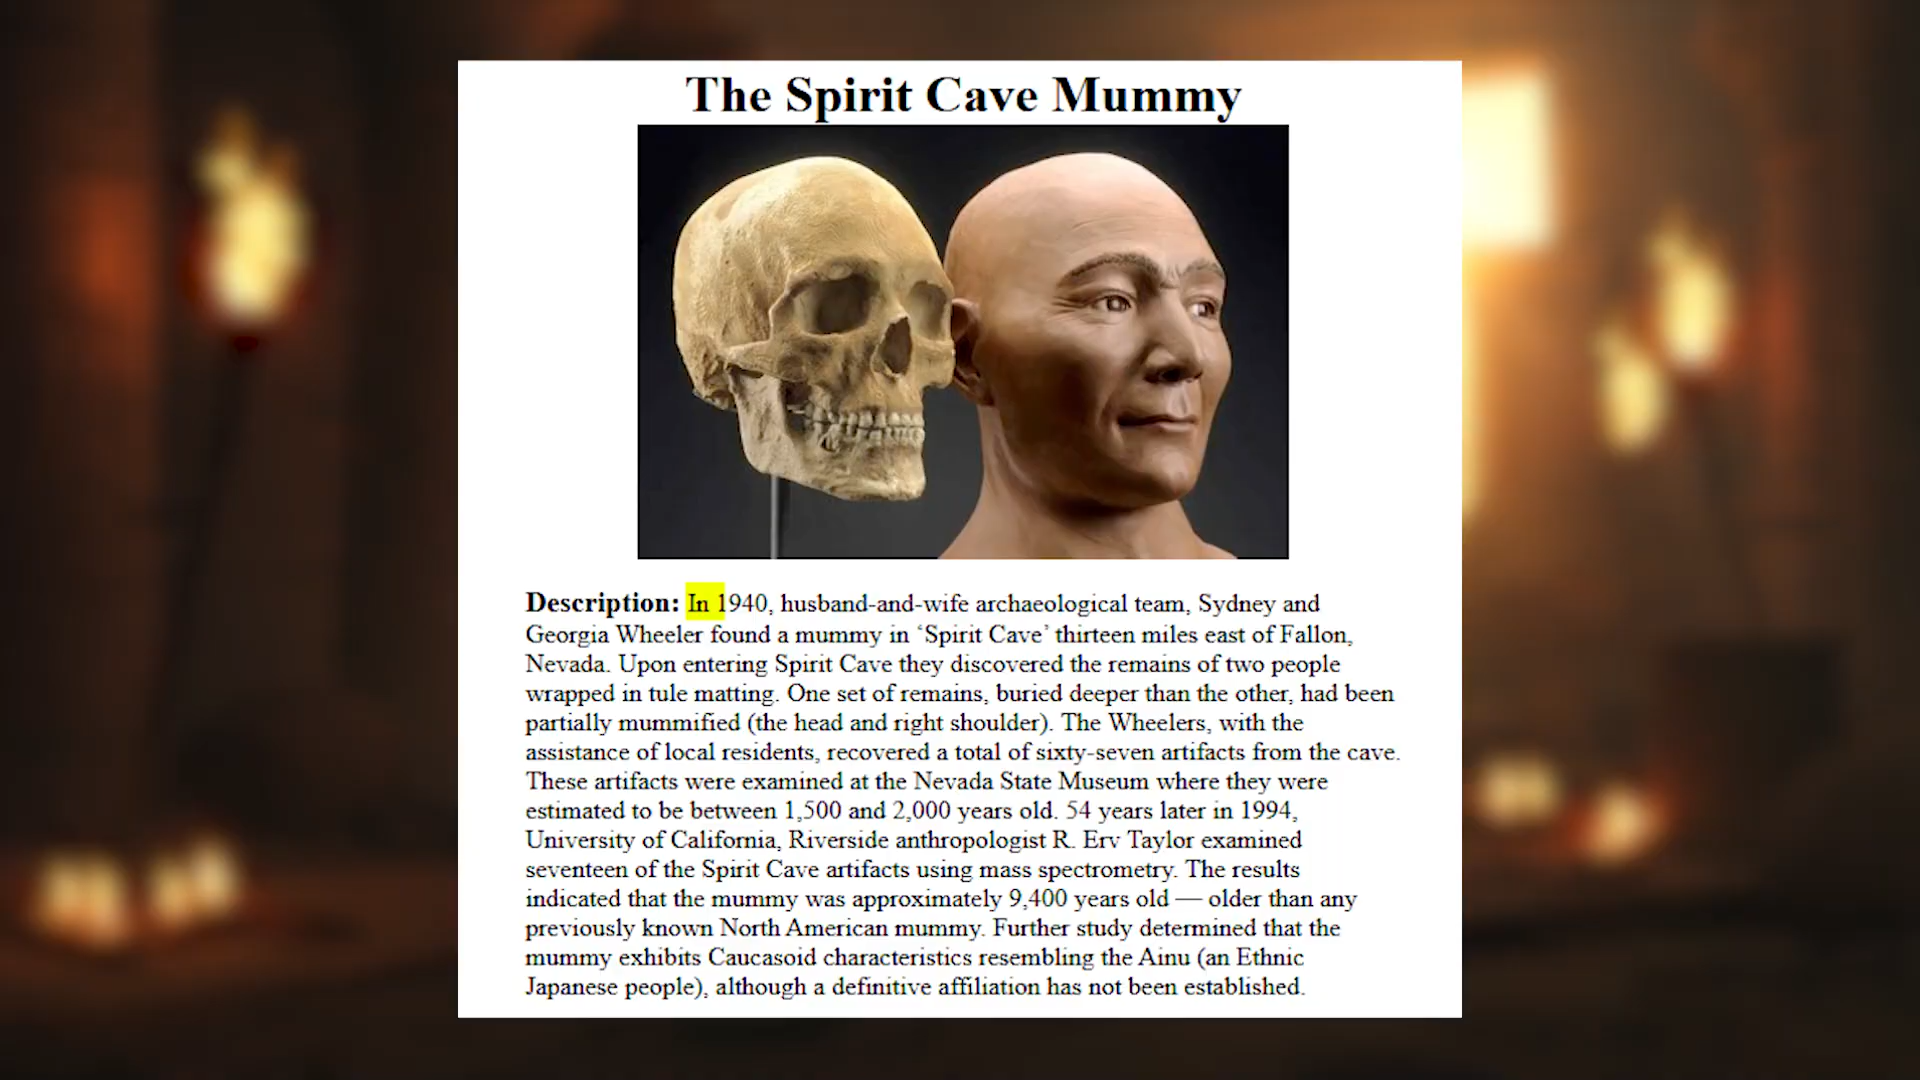 The Spirit Cave Mummy
Description: In 1940, husband-and-wife archaeological team, Sydney and
Georgia Wheeler found a mummy in ‘Spirit Cave’ thirteen miles east of Fallon,
Nevada. Upon entering Spirit Cave they discovered the remains of two people
wrapped in tule matting. One set of remains, buried deeper than the other, had been
partially mummified (the head and right shoulder). The Wheelers, with the
assistance of local residents, recovered a total of sixty-seven artifacts from the cave.
These artifacts were examined at the Nevada State Museum where they were
estimated to be between 1,500 and 2,000 years old. 54 years later in 1994,
University of California, Riverside anthropologist R. Erv Taylor examined
seventeen of the Spirit Cave artifacts using mass spectrometry. The results
indicated that the mummy was approximately 9,400 years old — older than any
previously known North American mummy. Further study determined that the
mummy exhibits Caucasoid characteristics resembling the Ainu (an Ethnic
Japanese people), although a definitive affiliation has not been established.